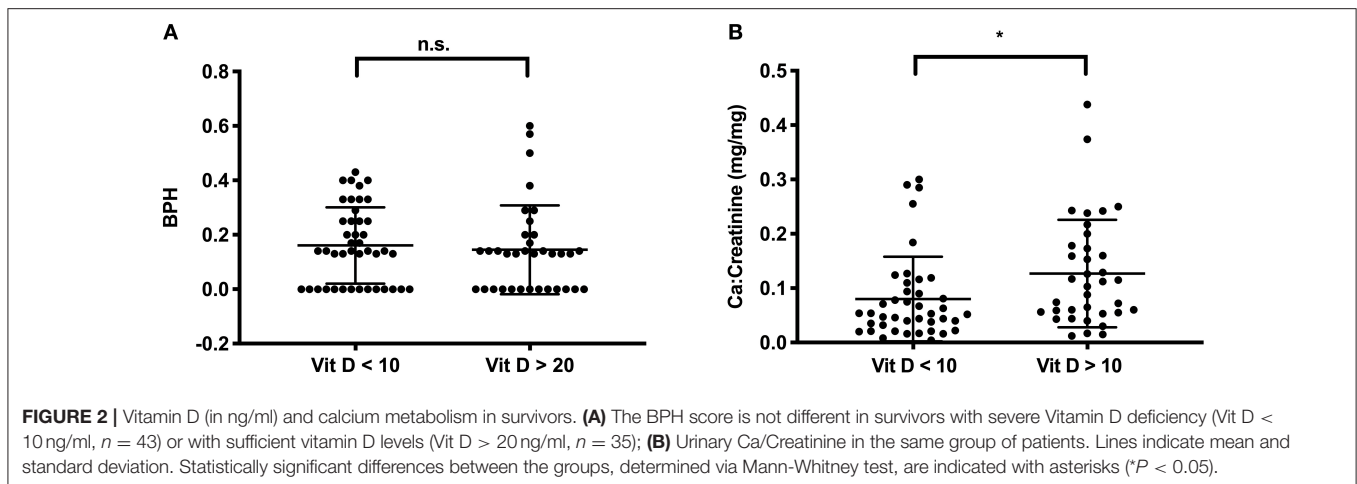 A
n.s.
0.8
0.6
0.4
0.2
0.0
-0.2
BPH
Vit D < 10
Vit D > 20
B
*
0.5
0.4
0.3
0.2
0.1
0.0
Ca:Creatinine (mg/mg)
Vit D < 10
Vit D > 10
FIGURE 2 | Vitamin D (in ng/ml) and calcium metabolism in survivors. (A) The BPH score is not different in survivors with severe Vitamin D deficiency (Vit D <
10 ng/ml, n = 43) or with sufficient vitamin D levels (Vit D > 20 ng/ml, n = 35); (B) Urinary Ca/Creatinine in the same group of patients. Lines indicate mean and
standard deviation. Statistically significant differences between the groups, determined via Mann-Whitney test, are indicated with asterisks (*P < 0.05).